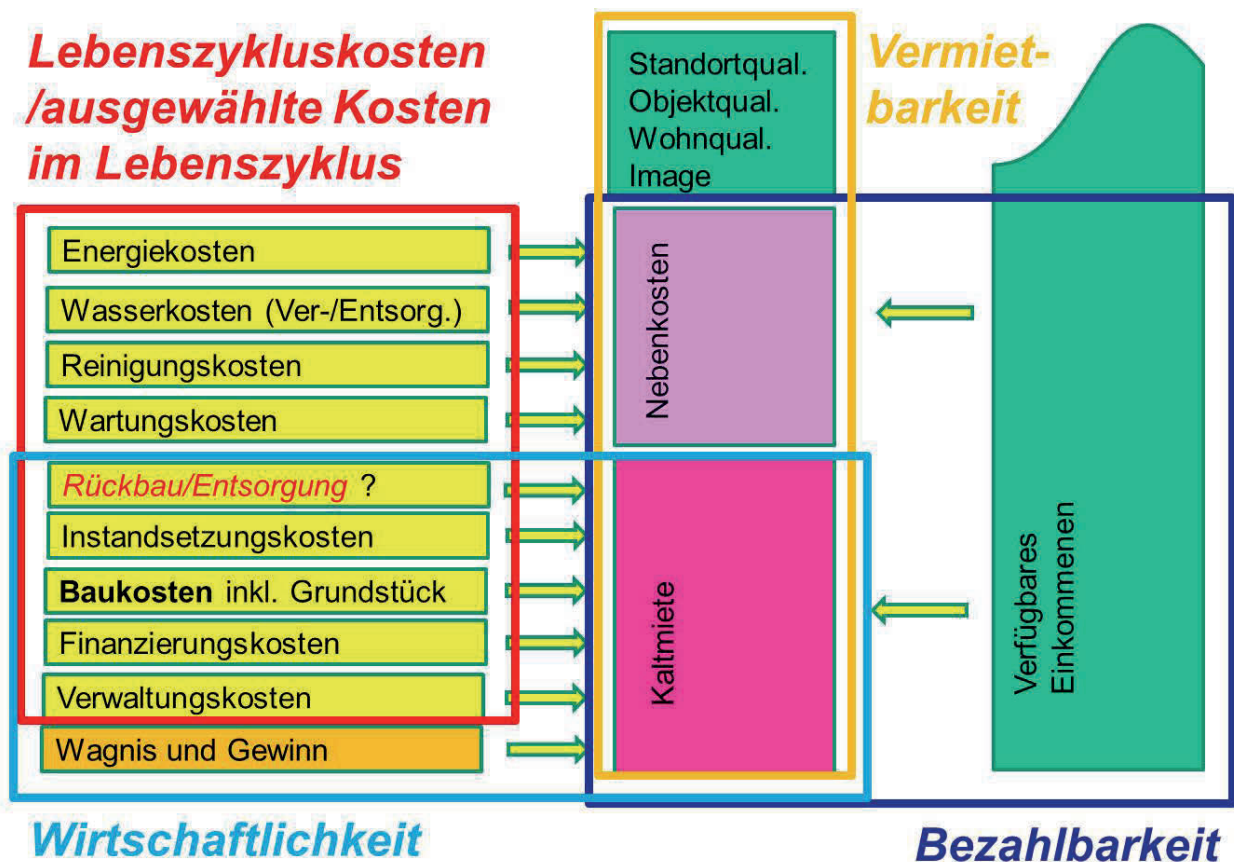 Lebenszykluskosten
/ausgewählte Kosten
im Lebenszyklus
Energiekosten
Wasserkosten (Ver-/Entsorg.)
Reinigungskosten
Wartungskosten
Rückbau/Entsorgung ?
Instandsetzungskosten
Baukosten inkl. Grundstück
Finanzierungskosten
Verwaltungskosten
Wagnis und Gewinn
Wirtschaftlichkeit
Standortqual.
Objektqual.
Wohnqual.
Image
Nebenkosten
Kaltmiete
Vermiet-
barkeit
Verfügbares
Einkommenen
Bezahlbarkeit